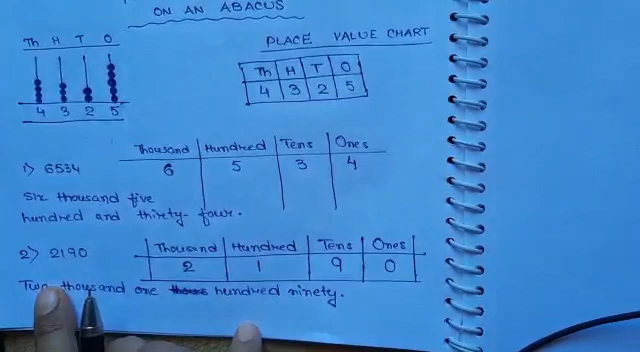 ON AN ABACUS
Th H T O
PLACE VALUE CHART
Th H T O
4 3 2 5
4 3 2 5
Thousand Hundred Tens Ones
1) 6534 6 5 3 4
Six thousand five
hundred and thirty-four.
2) 2190 Thousand Hundred Tens Ones
2 1 9 0
Two thousand one hundred ninety.